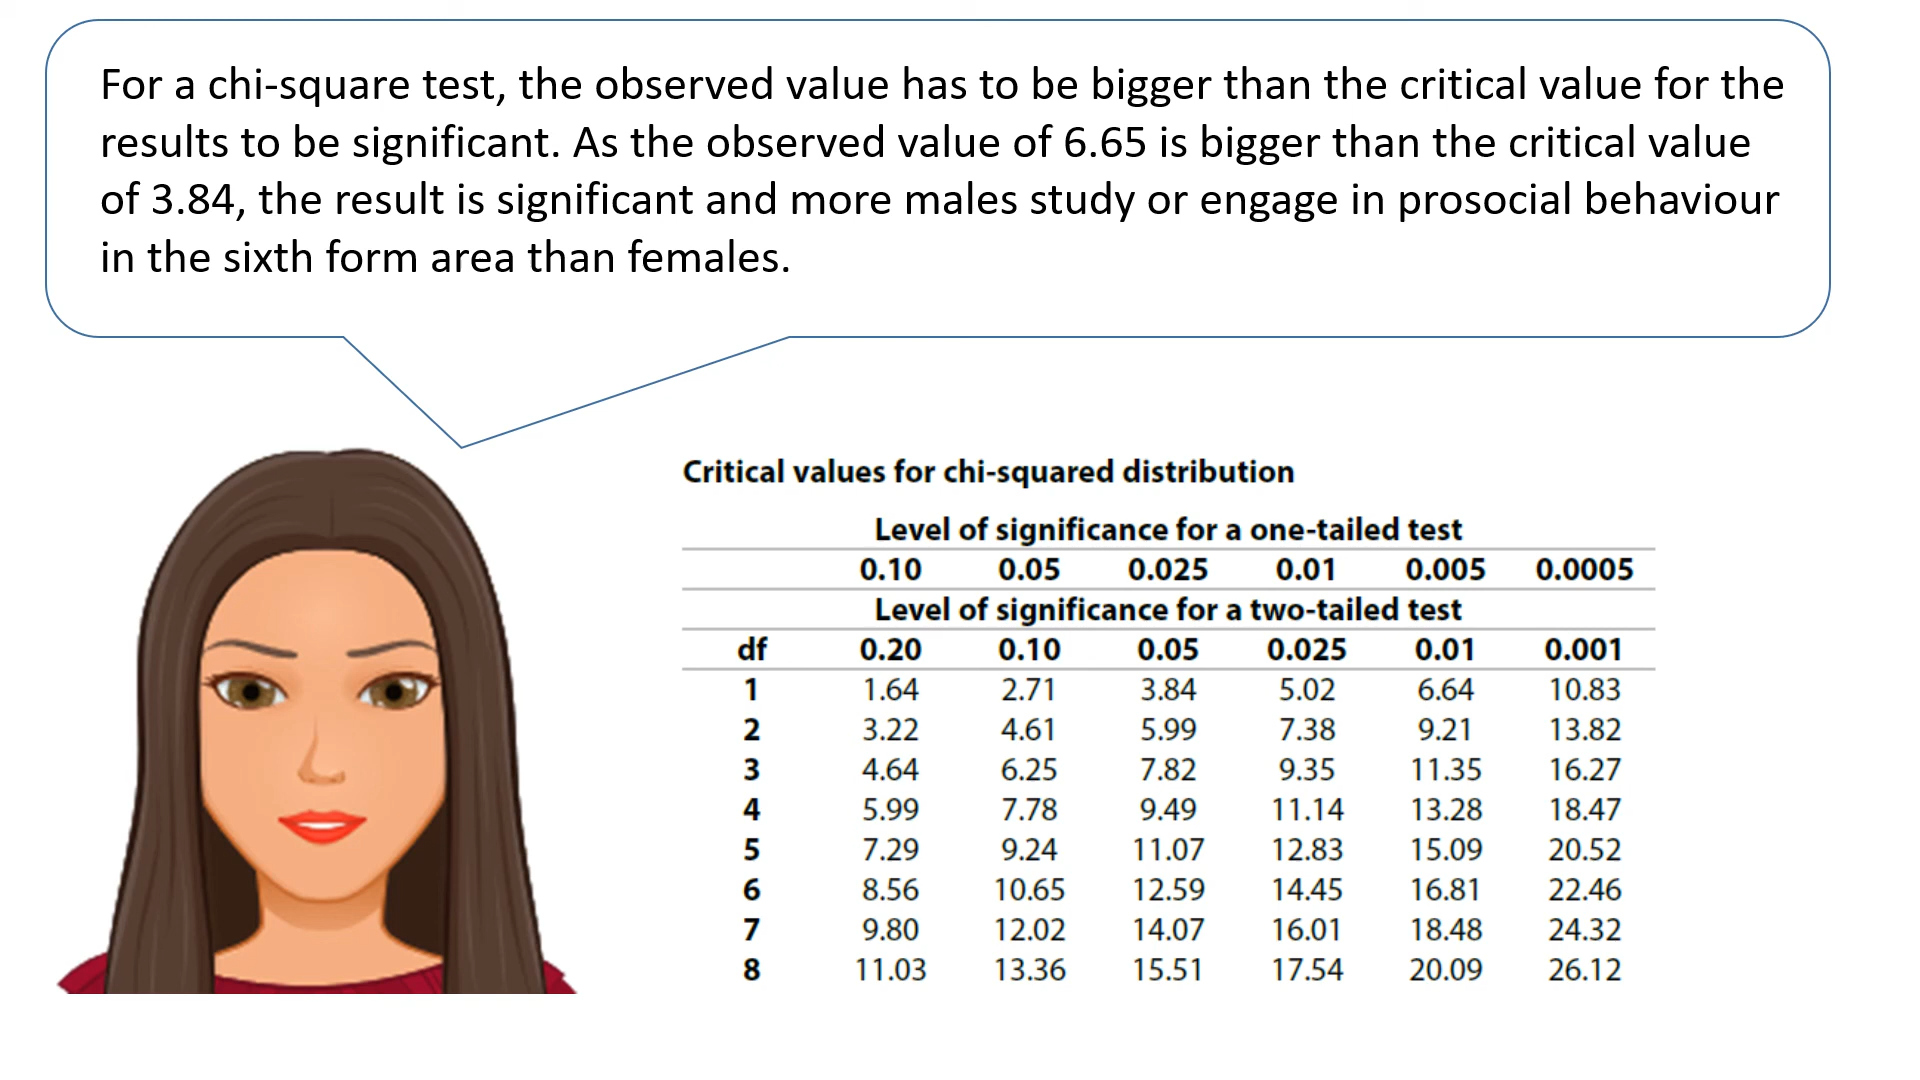 For a chi-square test, the observed value has to be bigger than the critical value for the
results to be significant. As the observed value of 6.65 is bigger than the critical value
of 3.84, the result is significant and more males study or engage in prosocial behaviour
in the sixth form area than females.
Critical values for chi-squared distribution
Level of significance for a one-tailed test
0.10 0.05 0.025 0.01 0.005 0.0005
Level of significance for a two-tailed test
df 0.20 0.10 0.05 0.025 0.01 0.001
1 1.64 2.71 3.84 5.02 6.64 10.83
2 3.22 4.61 5.99 7.38 9.21 13.82
3 4.64 6.25 7.82 9.35 11.35 16.27
4 5.99 7.78 9.49 11.14 13.28 18.47
5 7.29 9.24 11.07 12.83 15.09 20.52
6 8.56 10.65 12.59 14.45 16.81 22.46
7 9.80 12.02 14.07 16.01 18.48 24.32
8 11.03 13.36 15.51 17.54 20.09 26.12